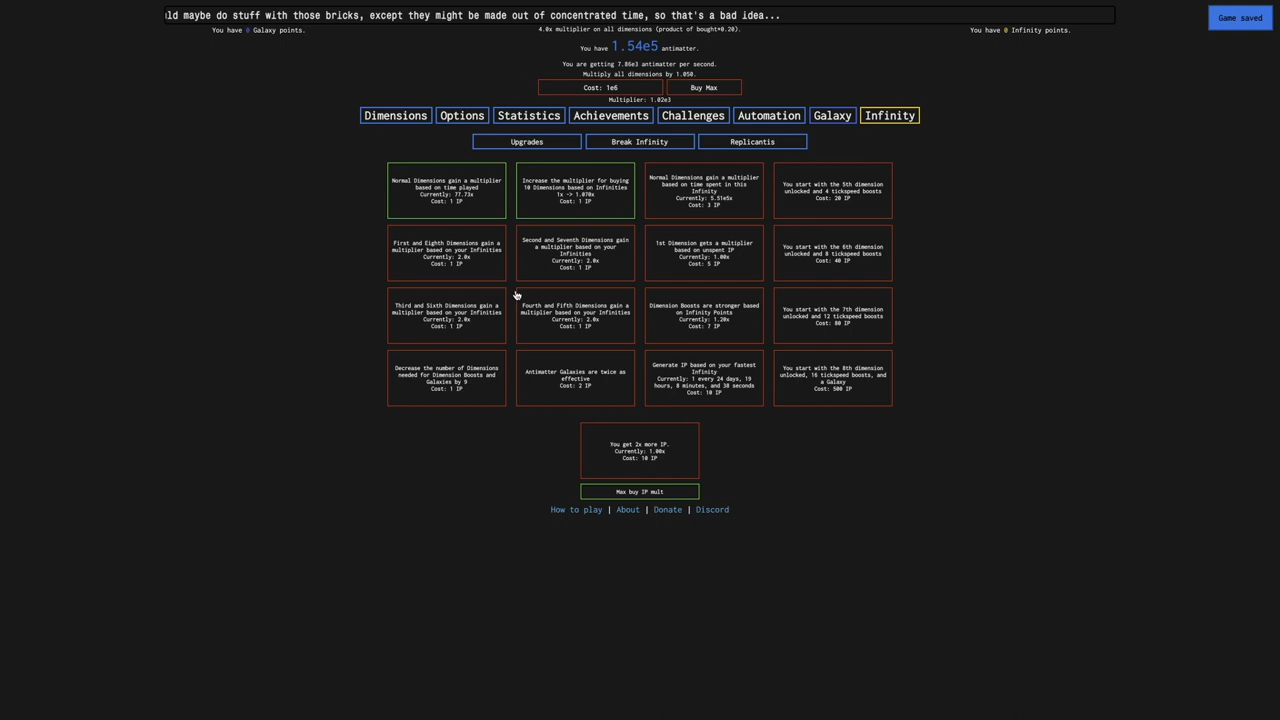 ld maybe do stuff with those bricks, except they might be made out of concentrated time, so that's a bad idea...
Game saved
You have 0 Galaxy points.
4.0x multiplier on all dimensions (product of bought*0.20).
You have 0 Infinity points.
You have 1.54e5 antimatter.
You are getting 7.86e3 antimatter per second.
Multiply all dimensions by 1.050.
Cost: 1e6
Buy Max
Multiplier: 1.02e3
Dimensions
Options
Statistics
Achievements
Challenges
Automation
Galaxy
Infinity
Upgrades
Break Infinity
Replicantis
Normal Dimensions gain a multiplier
based on time played
Currently: 77.73x
Cost: 1 IP
Increase the multiplier for buying
10 Dimensions based on Infinities
1x -> 1.070x
Cost: 1 IP
Normal Dimensions gain a multiplier
based on time spent in this
Infinity
Currently: 5.51e5x
Cost: 3 IP
You start with the 5th dimension
unlocked and 4 tickspeed boosts
Cost: 20 IP
First and Eighth Dimensions gain a
multiplier based on your Infinities
Currently: 2.0x
Cost: 1 IP
Second and Seventh Dimensions gain
a multiplier based on your
Infinities
Currently: 2.0x
Cost: 1 IP
1st Dimension gets a multiplier
based on unspent IP
Currently: 1.00x
Cost: 5 IP
You start with the 6th dimension
unlocked and 8 tickspeed boosts
Cost: 40 IP
Third and Sixth Dimensions gain a
multiplier based on your Infinities
Currently: 2.0x
Cost: 1 IP
Fourth and Fifth Dimensions gain a
multiplier based on your Infinities
Currently: 2.0x
Cost: 1 IP
Dimension Boosts are stronger based
on Infinity Points
Currently: 1.20x
Cost: 7 IP
You start with the 7th dimension
unlocked and 12 tickspeed boosts
Cost: 80 IP
Decrease the number of Dimensions
needed for Dimension Boosts and
Galaxies by 9
Cost: 1 IP
Antimatter Galaxies are twice as
effective
Cost: 2 IP
Generate IP based on your fastest
Infinity
Currently: 1 every 24 days, 19
hours, 8 minutes, and 38 seconds
Cost: 10 IP
You start with the 8th dimension
unlocked, 16 tickspeed boosts, and
a Galaxy
Cost: 500 IP
You get 2x more IP.
Currently: 1.00x
Cost: 10 IP
Max buy IP mult
How to play | About | Donate | Discord